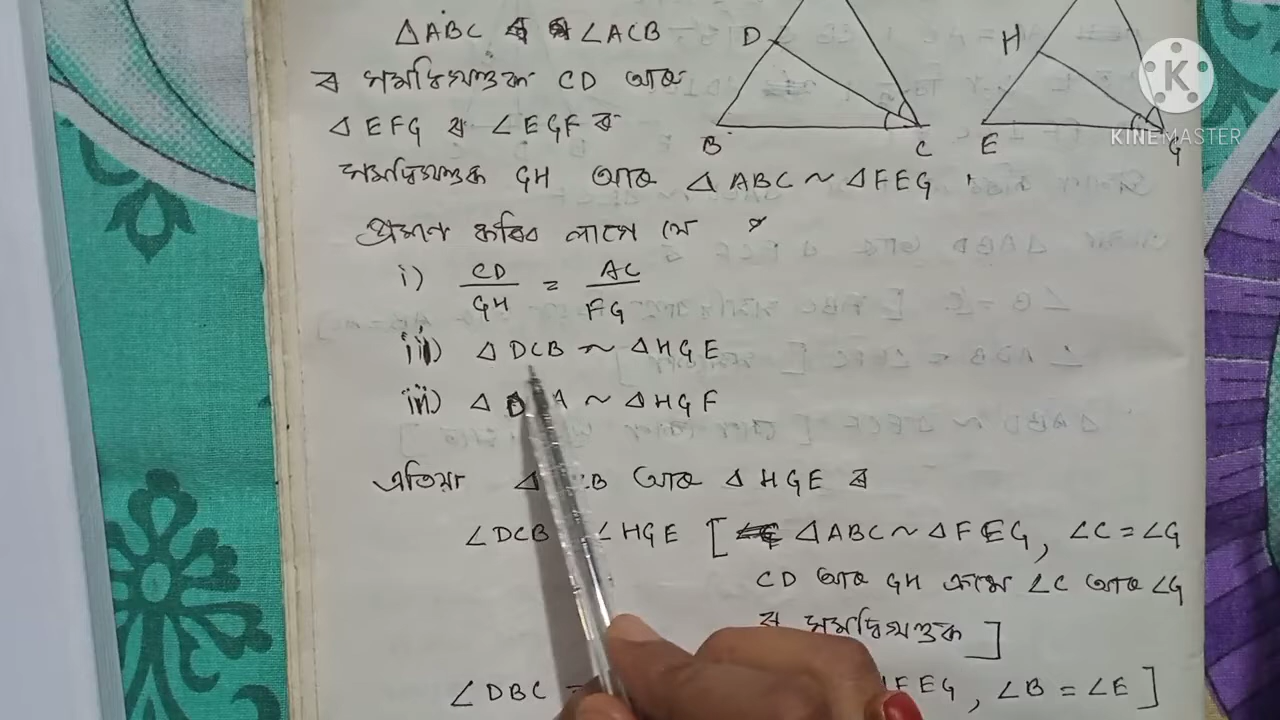 △ABC ∠ACB
ৰ সমদ্বিখণ্ডক CD আৰু
△EFG ৰ ∠EGF ৰ
সমদ্বিখণ্ডক GH আৰু △ABC ~ △FEG ।
প্ৰমাণ কৰিব লাগে যে
i) CD/GH = AC/FG
ii) △DCB ~ △HGE
iii) △D A ~ △HGF
এতিয়া △ CB আৰু △HGE ৰ
∠DCB ∠HGE [ △ABC ~ △FEG, ∠C = ∠G
CD আৰু GH ক্ৰমে ∠C আৰু ∠G
ৰ সমদ্বিখণ্ডক]
∠DBC = FEG, ∠B = ∠E]
D
B
C
H
E
G
K
KINEMASTER